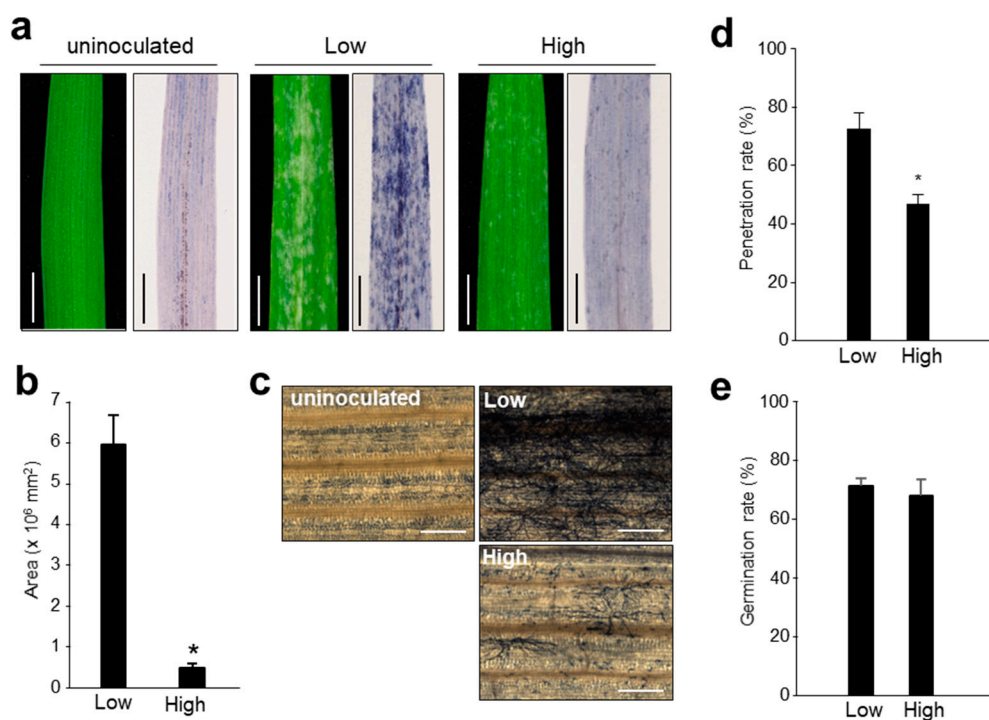 a
uninoculated
Low
High
b
Area (x 10⁶ mm²)
7
6
5
4
3
2
1
0
*
Low
High
c
uninoculated
Low
High
d
Penetration rate (%)
100
80
60
40
20
0
*
Low
High
e
Germination rate (%)
100
80
60
40
20
0
Low
High